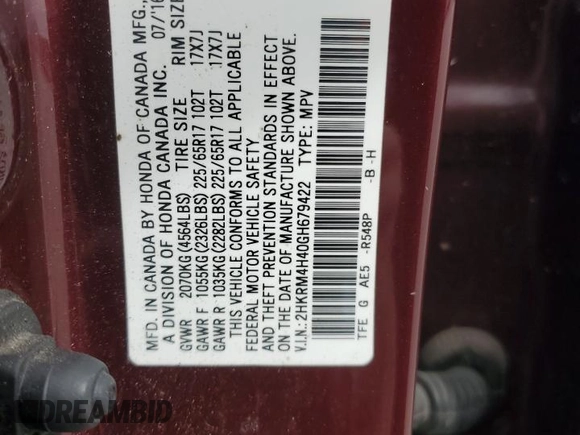 MFD. IN CANADA BY HONDA OF CANADA MFG.,
A DIVISION OF HONDA CANADA INC. 07/16
GVWR 2070KG (4564LBS) TIRE SIZE RIM SIZE
GAWR F 1055KG (2326LBS) 225/65R17 102T 17X7J
GAWR R 1035KG (2282LBS) 225/65R17 102T 17X7J
THIS VEHICLE CONFORMS TO ALL APPLICABLE
FEDERAL MOTOR VEHICLE SAFETY
AND THEFT PREVENTION STANDARDS IN EFFECT
ON THE DATE OF MANUFACTURE SHOWN ABOVE.
V.I.N.: 2HKRM4H40GH679422 TYPE: MPV
TFE G AE5 -R548P -B -H
DREAMBID